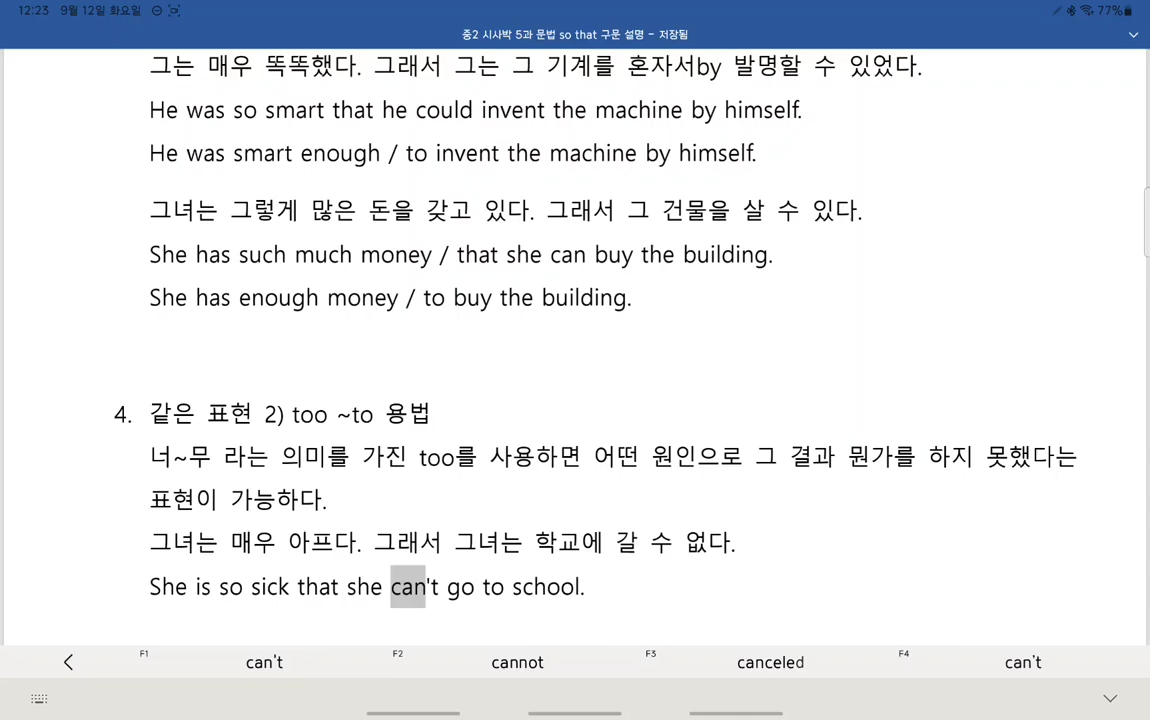 12:23 9월 12일 화요일 77%
중2 시사박 5과 문법 so that 구문 설명 - 저장됨
그는 매우 똑똑했다. 그래서 그는 그 기계를 혼자서by 발명할 수 있었다.
He was so smart that he could invent the machine by himself.
He was smart enough / to invent the machine by himself.
그녀는 그렇게 많은 돈을 갖고 있다. 그래서 그 건물을 살 수 있다.
She has such much money / that she can buy the building.
She has enough money / to buy the building.
4. 같은 표현 2) too ~to 용법
너~무 라는 의미를 가진 too를 사용하면 어떤 원인으로 그 결과 뭔가를 하지 못했다는
표현이 가능하다.
그녀는 매우 아프다. 그래서 그녀는 학교에 갈 수 없다.
She is so sick that she can't go to school.
F1 can't F2 cannot F3 canceled F4 can't